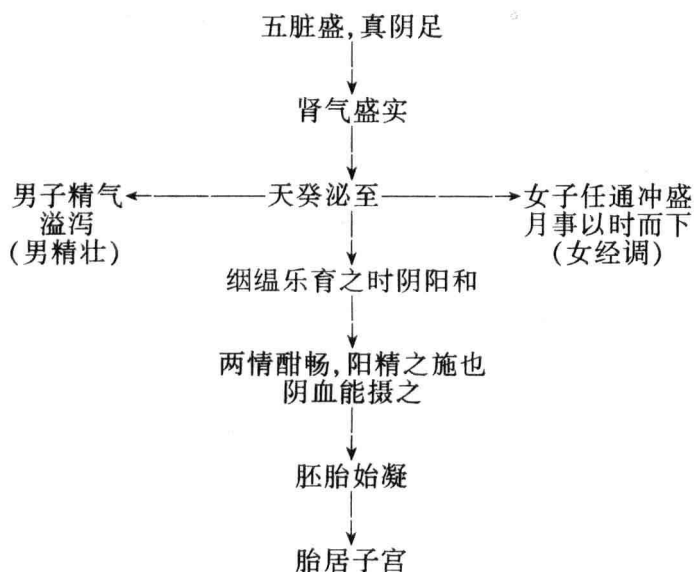 五脏盛,真阴足
肾气盛实
男子精气
溢泻
(男精壮)
天癸泌至
女子任通冲盛
月事以时而下
(女经调)
絪缊乐育之时阴阳和
两情酣畅,阳精之施也
阴血能摄之
胚胎始凝
胎居子宫